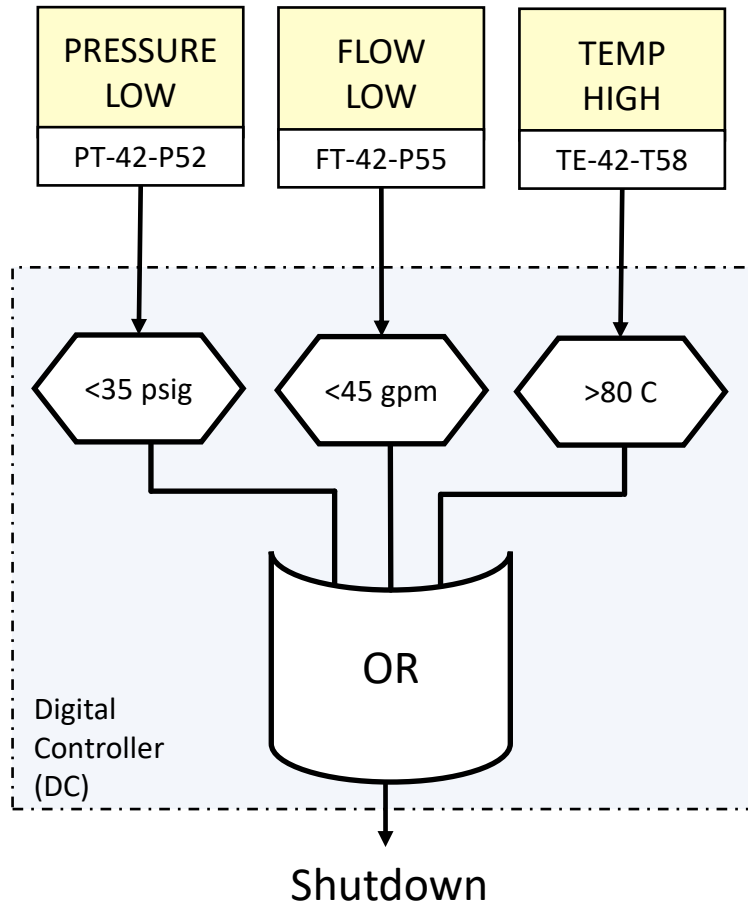 PRESSURE
LOW
PT-42-P52
FLOW
LOW
FT-42-P55
TEMP
HIGH
TE-42-T58
<35 psig
<45 gpm
>80 C
OR
Digital
Controller
(DC)
Shutdown